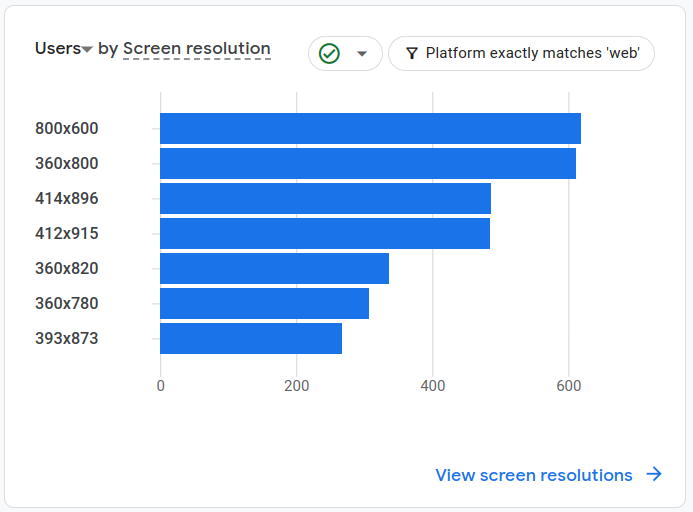 Users by Screen resolution
Platform exactly matches 'web'
800x600
360x800
414x896
412x915
360x820
360x780
393x873
0 200 400 600
View screen resolutions